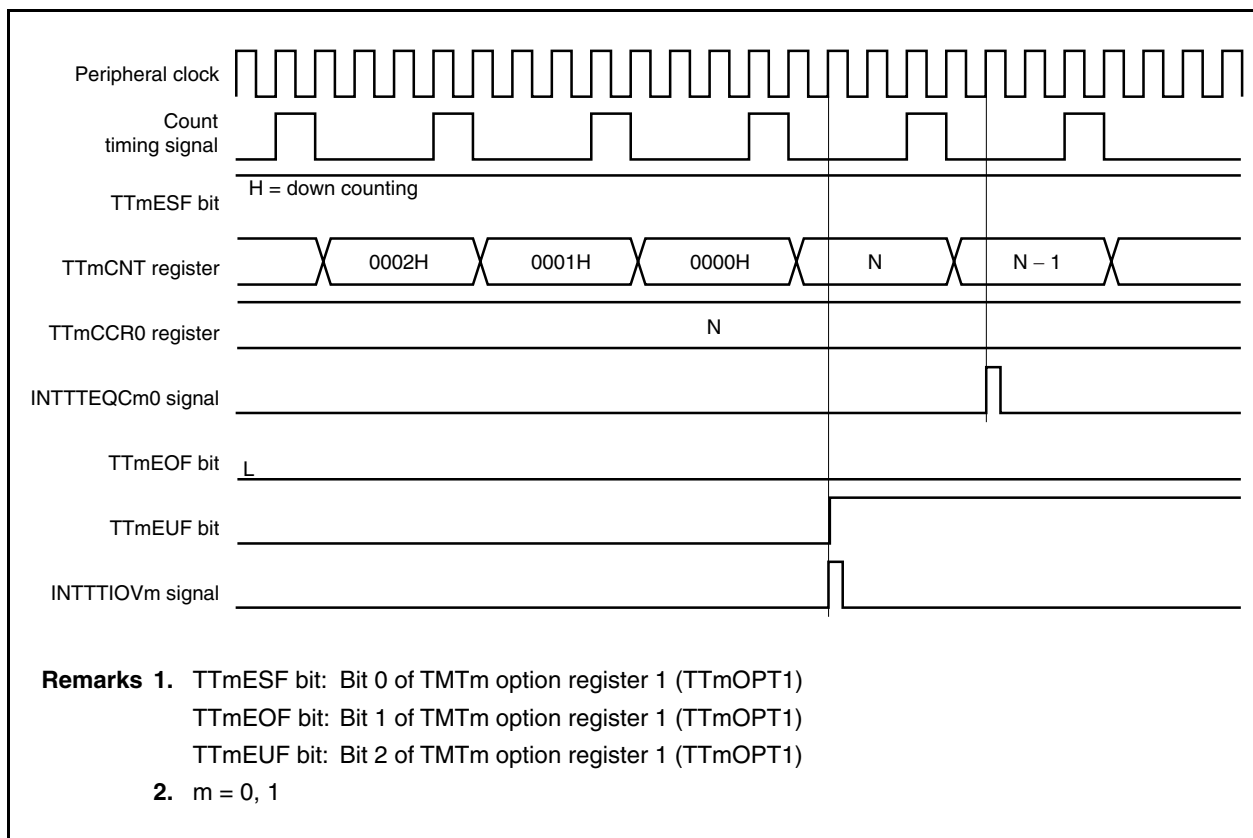 Peripheral clock
Count
timing signal
TTmESF bit
H = down counting
TTmCNT register
0002H
0001H
0000H
N
N – 1
TTmCCR0 register
N
INTTTEQCm0 signal
TTmEOF bit
L
TTmEUF bit
INTTTIOVm signal
Remarks 1. TTmESF bit: Bit 0 of TMTm option register 1 (TTmOPT1)
TTmEOF bit: Bit 1 of TMTm option register 1 (TTmOPT1)
TTmEUF bit: Bit 2 of TMTm option register 1 (TTmOPT1)
2. m = 0, 1